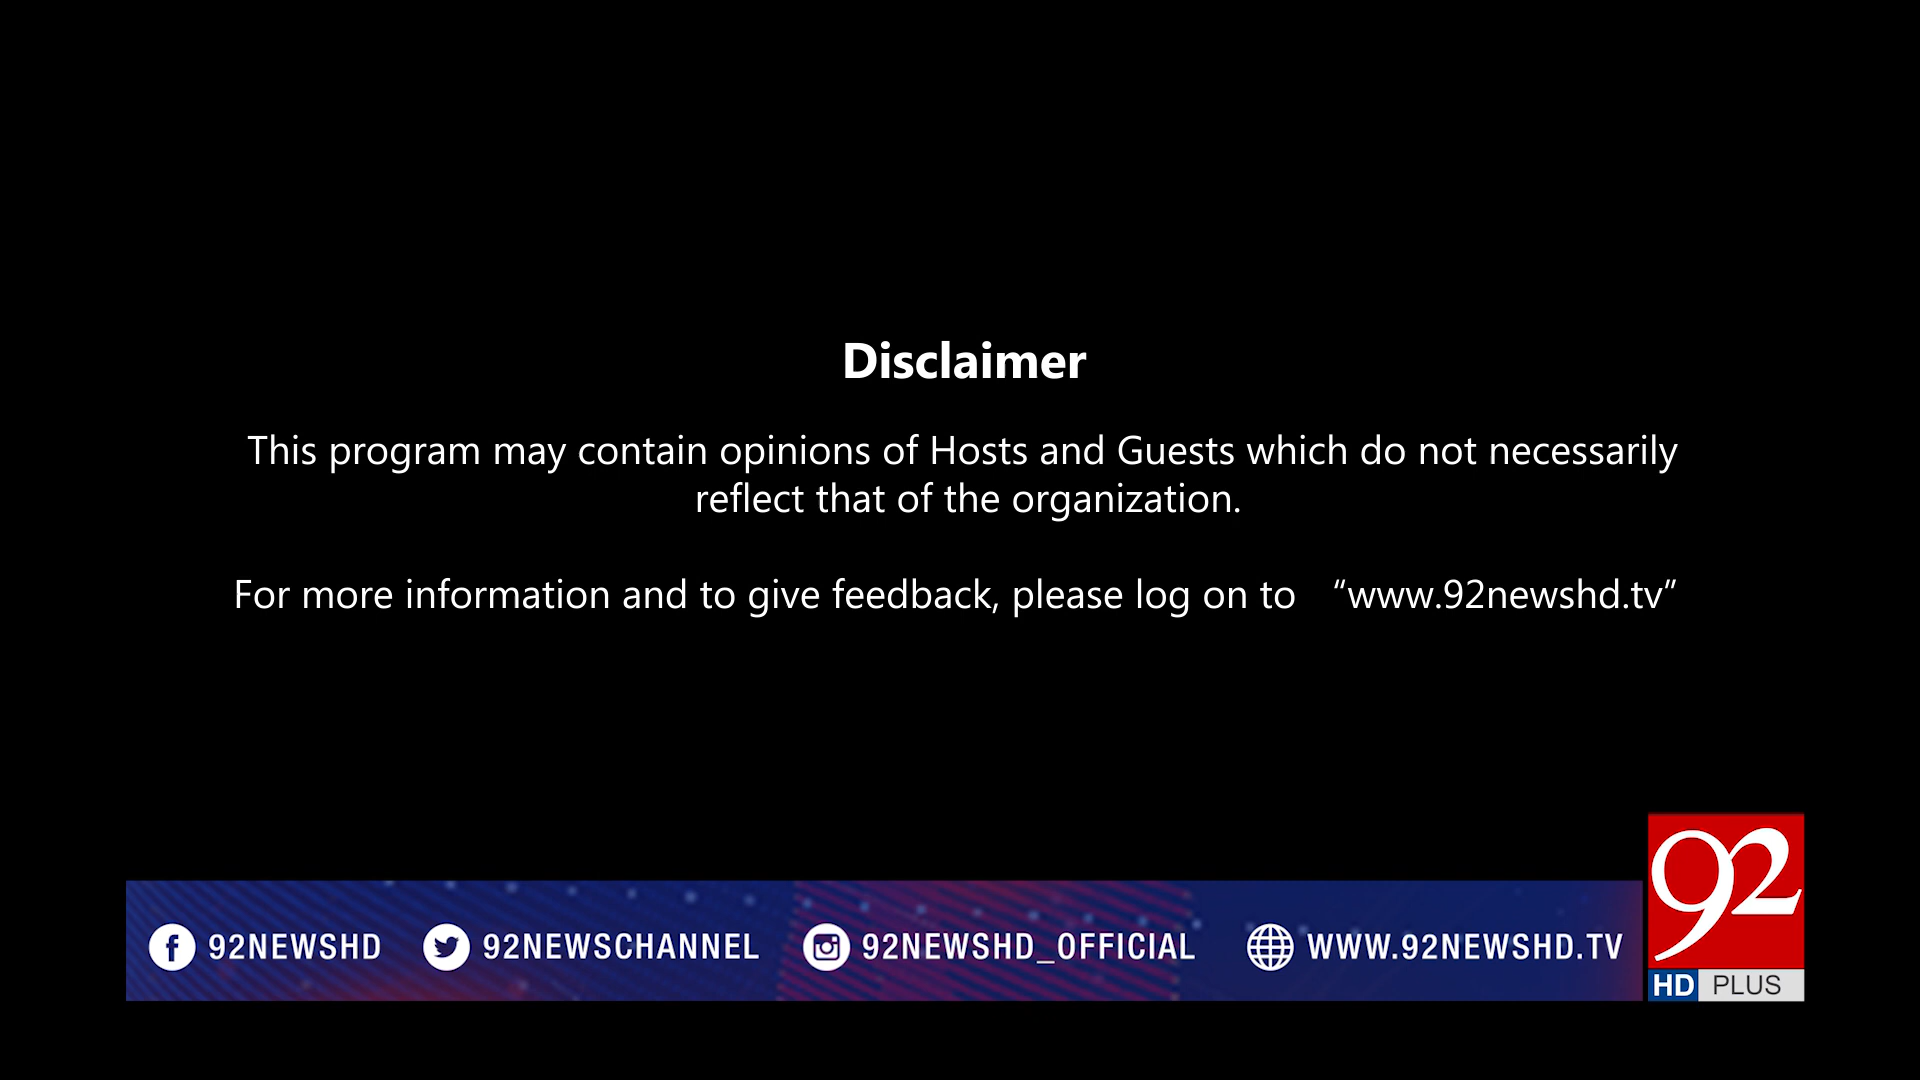 Disclaimer
This program may contain opinions of Hosts and Guests which do not necessarily
reflect that of the organization.
For more information and to give feedback, please log on to “www.92newshd.tv”
92NEWSHD 92NEWSCHANNEL 92NEWSHD_OFFICIAL WWW.92NEWSHD.TV
92
HD PLUS